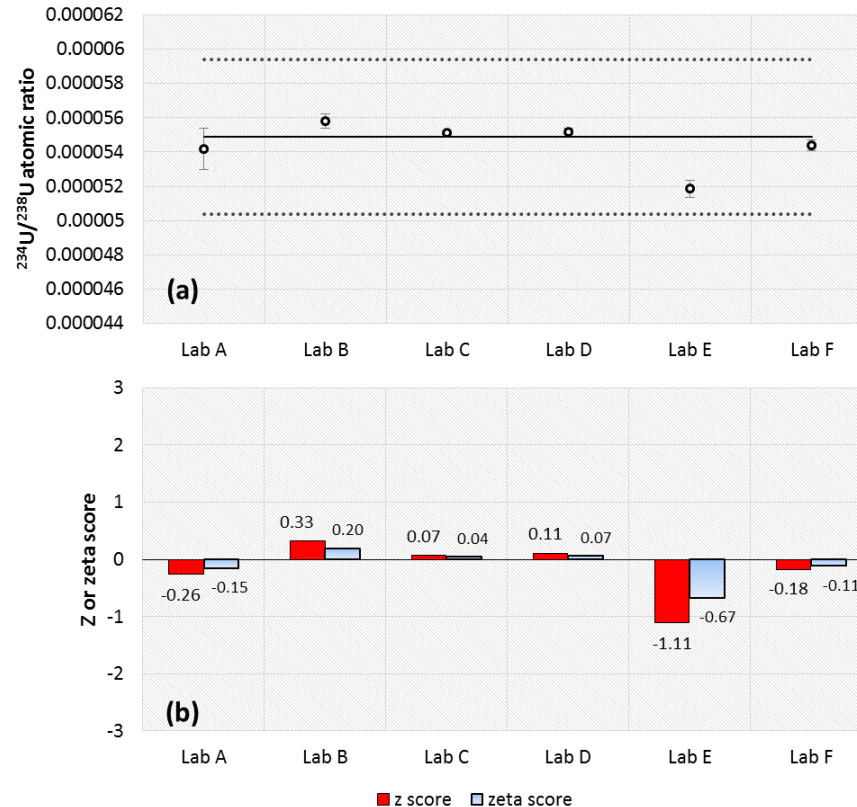 0.000062
0.00006
0.000058
0.000056
0.000054
0.000052
0.00005
0.000048
0.000046
0.000044
²³⁴U/²³⁸U atomic ratio
(a)
Lab A Lab B Lab C Lab D Lab E Lab F
3
2
1
0
-1
-2
-3
Z or zeta score
0.33 0.20 0.07 0.04 0.11 0.07
-0.26 -0.15 -1.11 -0.67 -0.18 -0.11
(b)
Lab A Lab B Lab C Lab D Lab E Lab F
z score zeta score